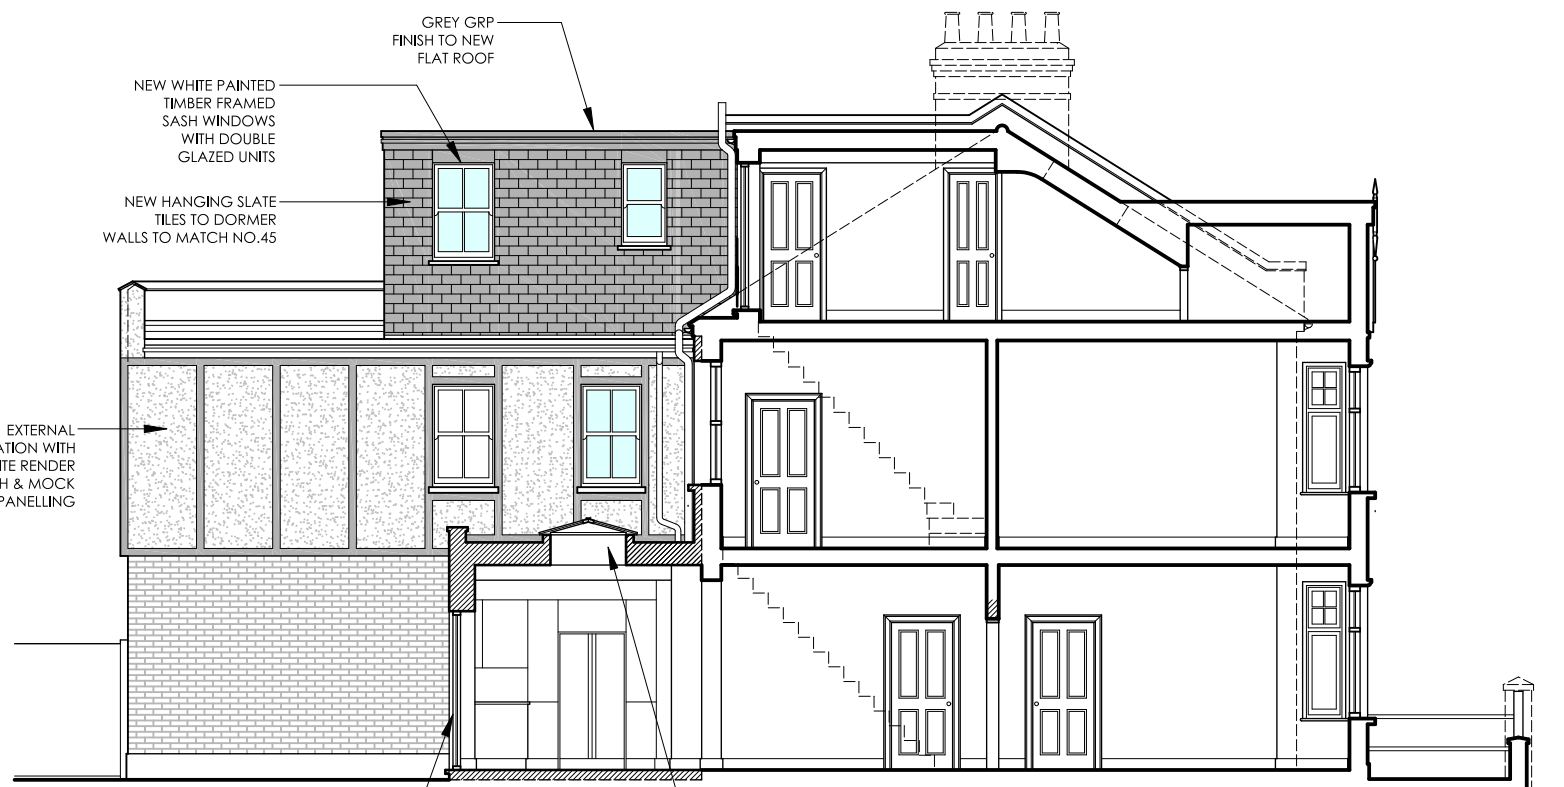 GREY GRP
FINISH TO NEW
FLAT ROOF
NEW WHITE PAINTED
TIMBER FRAMED
SASH WINDOWS
WITH DOUBLE
GLAZED UNITS
NEW HANGING SLATE
TILES TO DORMER
WALLS TO MATCH NO.45
EXTERNAL
ATION WITH
TE RENDER
H & MOCK
PANELLING